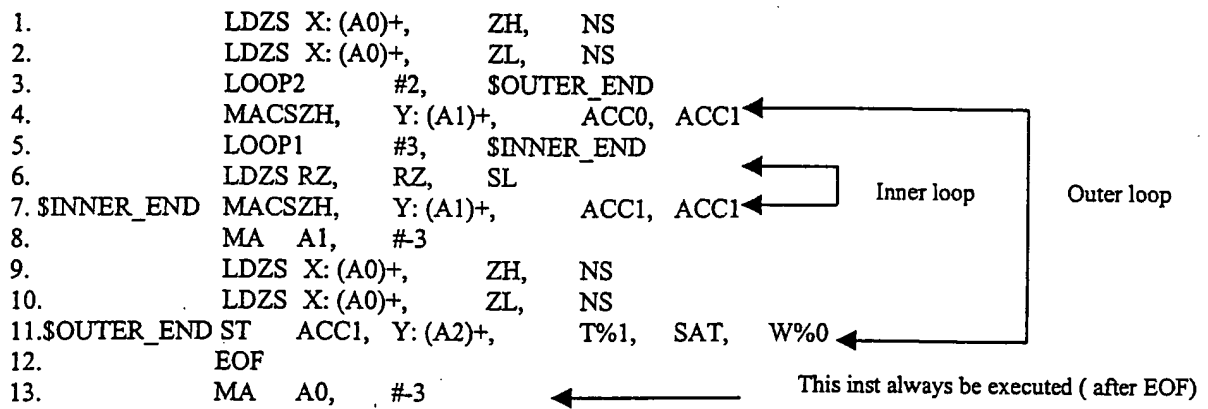 1. LDZS X: (A0)+, ZH, NS
2. LDZS X: (A0)+, ZL, NS
3. LOOP2 #2, $OUTER_END
4. MACSZH, Y: (A1)+, ACC0, ACC1
5. LOOP1 #3, $INNER_END
6. LDZS RZ, RZ, SL
7. $INNER_END MACSZH, Y: (A1)+, ACC1, ACC1
Inner loop
Outer loop
8. MA A1, #-3
9. LDZS X: (A0)+, ZH, NS
10. LDZS X: (A0)+, ZL, NS
11.$OUTER_END ST ACC1, Y: (A2)+, T%1, SAT, W%0
12. EOF
13. MA A0, #-3
This inst always be executed ( after EOF)